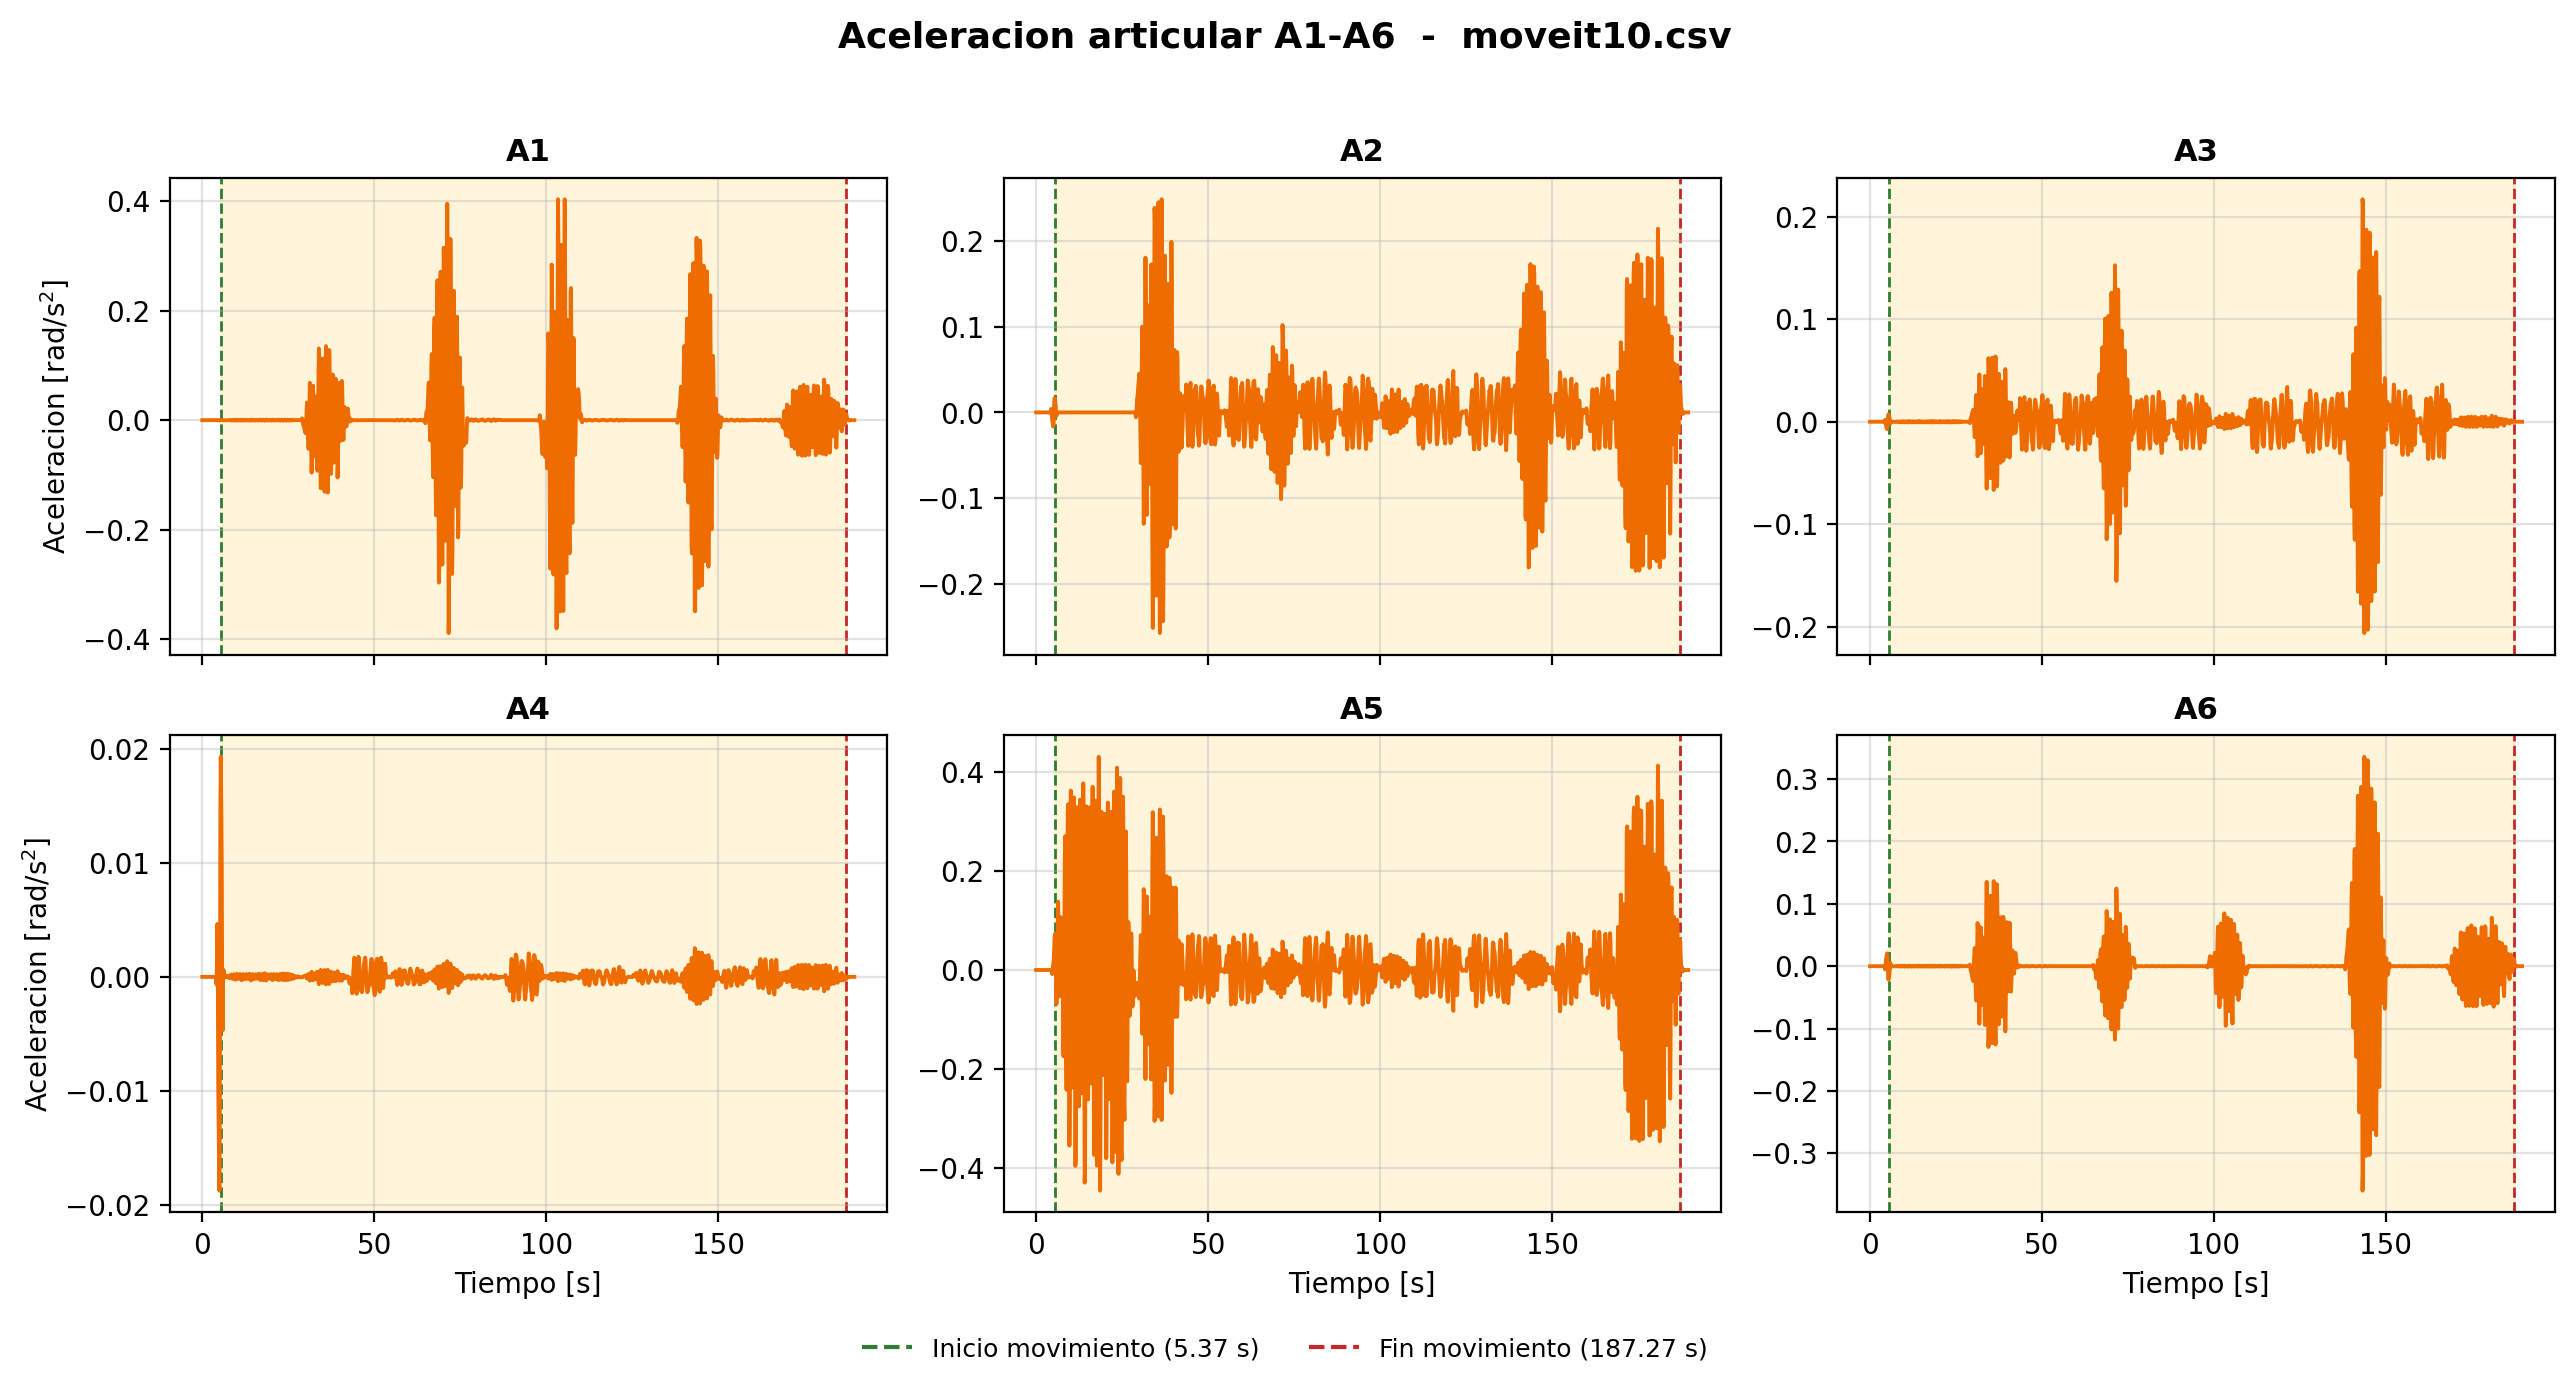 Aceleracion articular A1-A6  -  moveit10.csv
A1
A2
A3
Aceleracion [rad/s²]
0.4
0.2
0.0
−0.2
−0.4
0.2
0.1
0.0
−0.1
−0.2
0.2
0.1
0.0
−0.1
−0.2
A4
A5
A6
Aceleracion [rad/s²]
0.02
0.01
0.00
−0.01
−0.02
0.4
0.2
0.0
−0.2
−0.4
0.3
0.2
0.1
0.0
−0.1
−0.2
−0.3
0 50 100 150
0 50 100 150
0 50 100 150
Tiempo [s]
Tiempo [s]
Tiempo [s]
Inicio movimiento (5.37 s)
Fin movimiento (187.27 s)